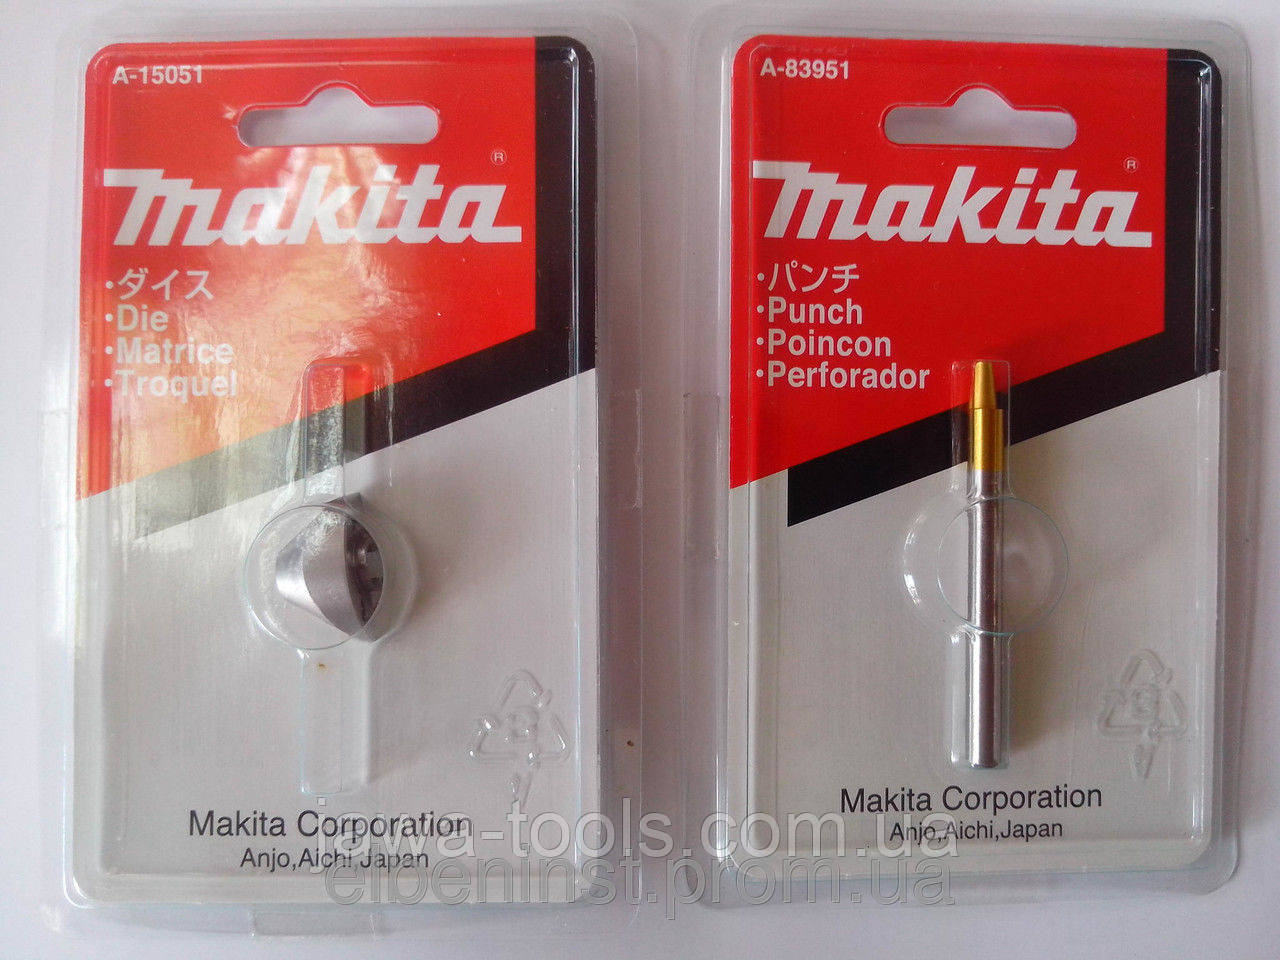 A-15051
makita®
・ダイス
・Die
・Matrice
・Troquel
Makita Corporation
Anjo,Aichi,Japan
A-83951
makita®
・パンチ
・Punch
・Poincon
・Perforador
Makita Corporation
Anjo,Aichi,Japan
jawa-tools.com.ua
eibeninst.prom.ua